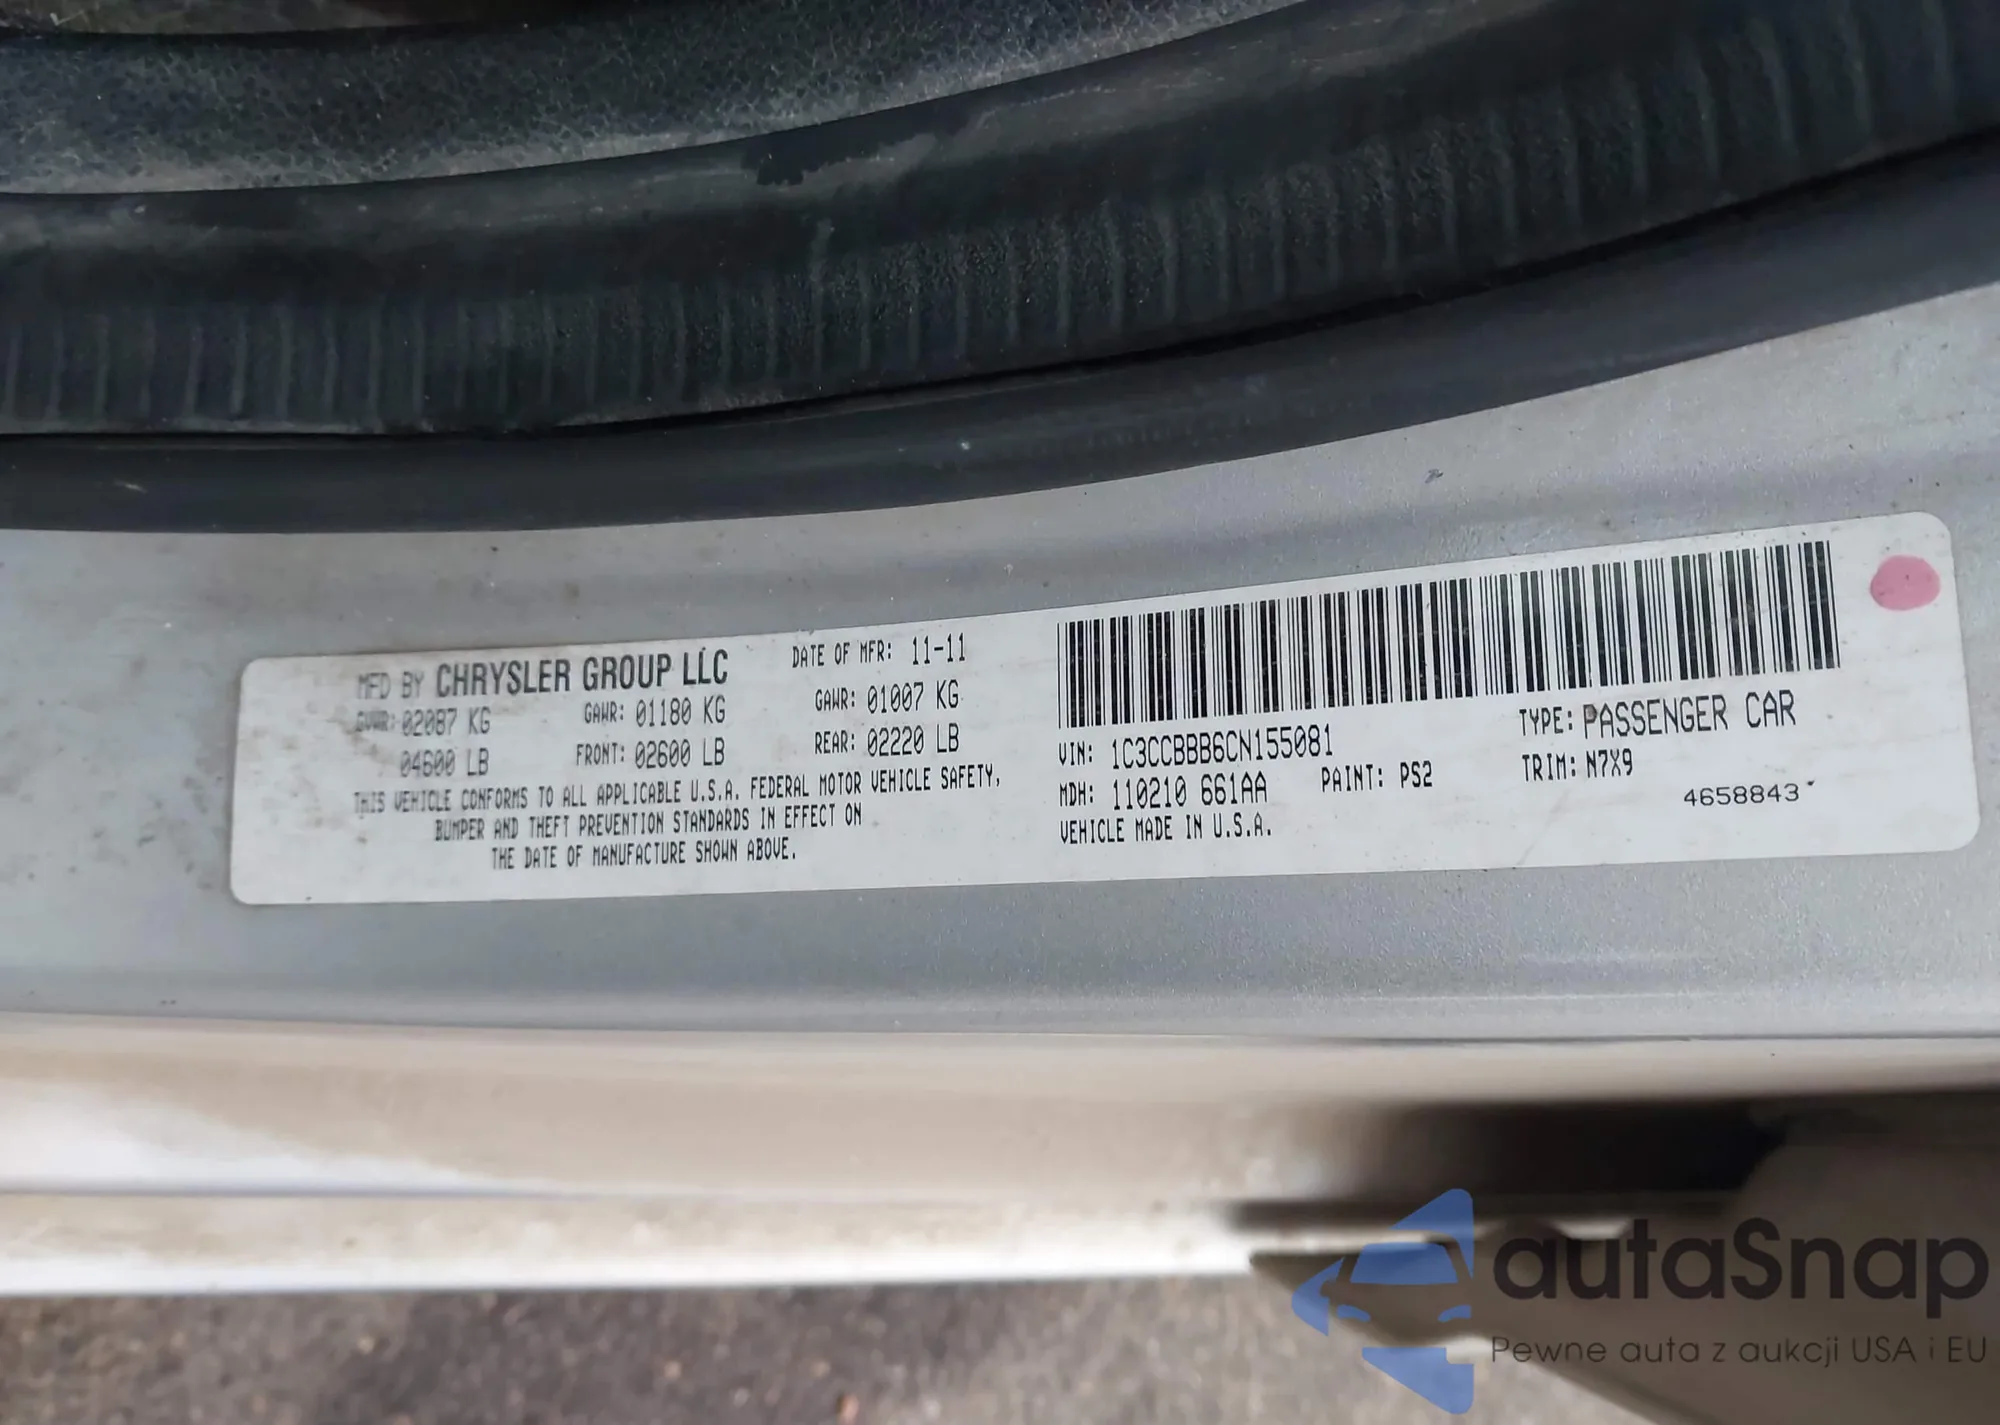 MFD BY CHRYSLER GROUP LLC DATE OF MFR: 11-11
GVWR: 02087 KG GAWR: 01180 KG GAWR: 01007 KG
04600 LB FRONT: 02600 LB REAR: 02220 LB
THIS VEHICLE CONFORMS TO ALL APPLICABLE U.S.A. FEDERAL MOTOR VEHICLE SAFETY,
BUMPER AND THEFT PREVENTION STANDARDS IN EFFECT ON
THE DATE OF MANUFACTURE SHOWN ABOVE.
VIN: 1C3CCBBB6CN155081 TYPE: PASSENGER CAR
MDH: 110210 661AA PAINT: PS2 TRIM: N7X9
VEHICLE MADE IN U.S.A. 4658843
autaSnap
Pewne auta z aukcji USA i EU